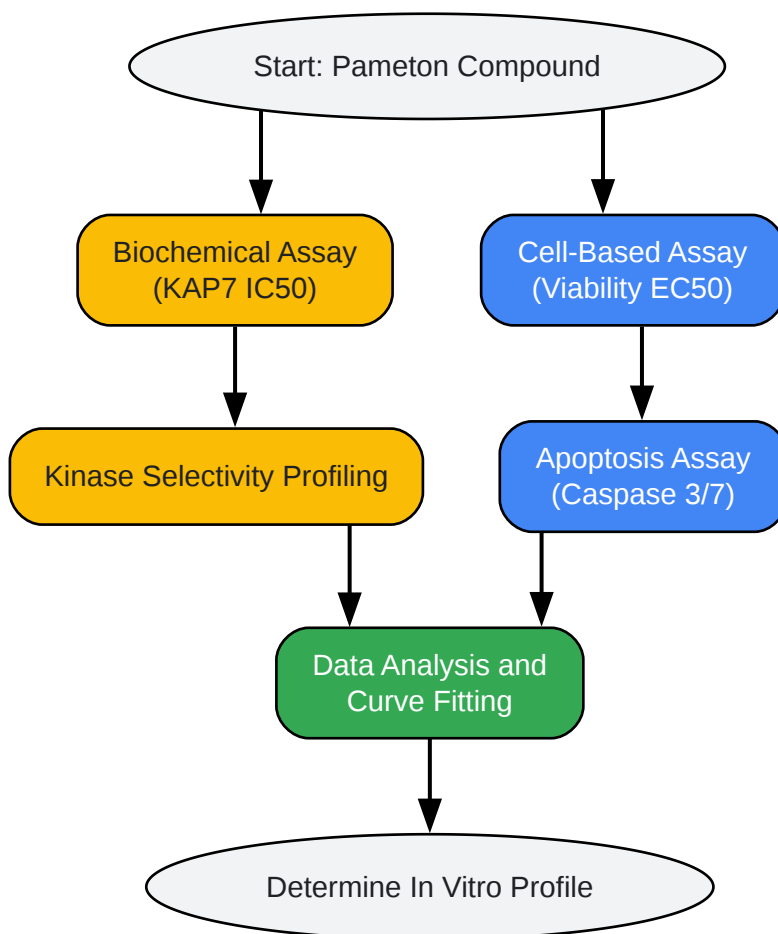 Start: Pameton Compound
Biochemical Assay
(KAP7 IC50)
Cell-Based Assay
(Viability EC50)
Kinase Selectivity Profiling
Apoptosis Assay
(Caspase 3/7)
Data Analysis and
Curve Fitting
Determine In Vitro Profile